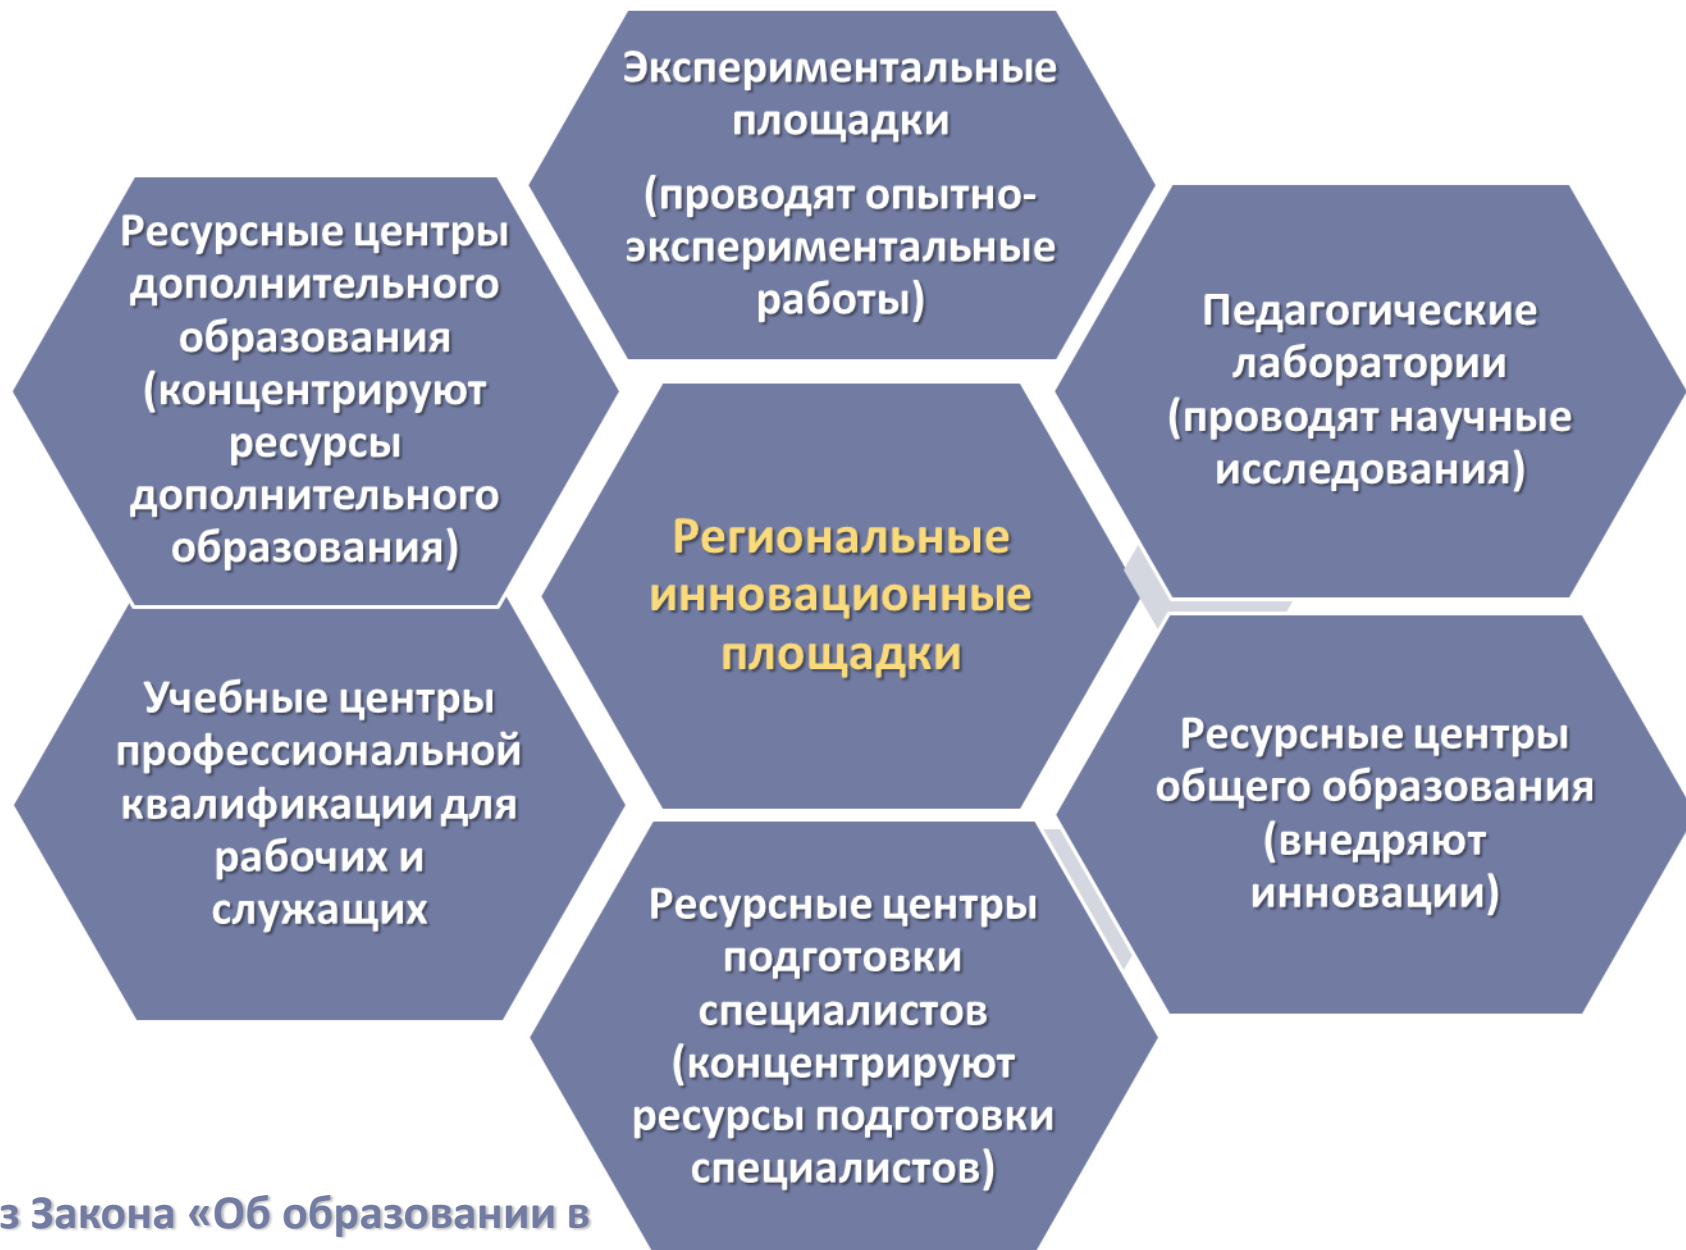 Экспериментальные
площадки
(проводят опытно-
экспериментальные
работы)
Ресурсные центры
дополнительного
образования
(концентрируют
ресурсы
дополнительного
образования)
Педагогические
лаборатории
(проводят научные
исследования)
Региональные
инновационные
площадки
Учебные центры
профессиональной
квалификации для
рабочих и
служащих
Ресурсные центры
общего образования
(внедряют
инновации)
Ресурсные центры
подготовки
специалистов
(концентрируют
ресурсы подготовки
специалистов)
з Закона «Об образовании в